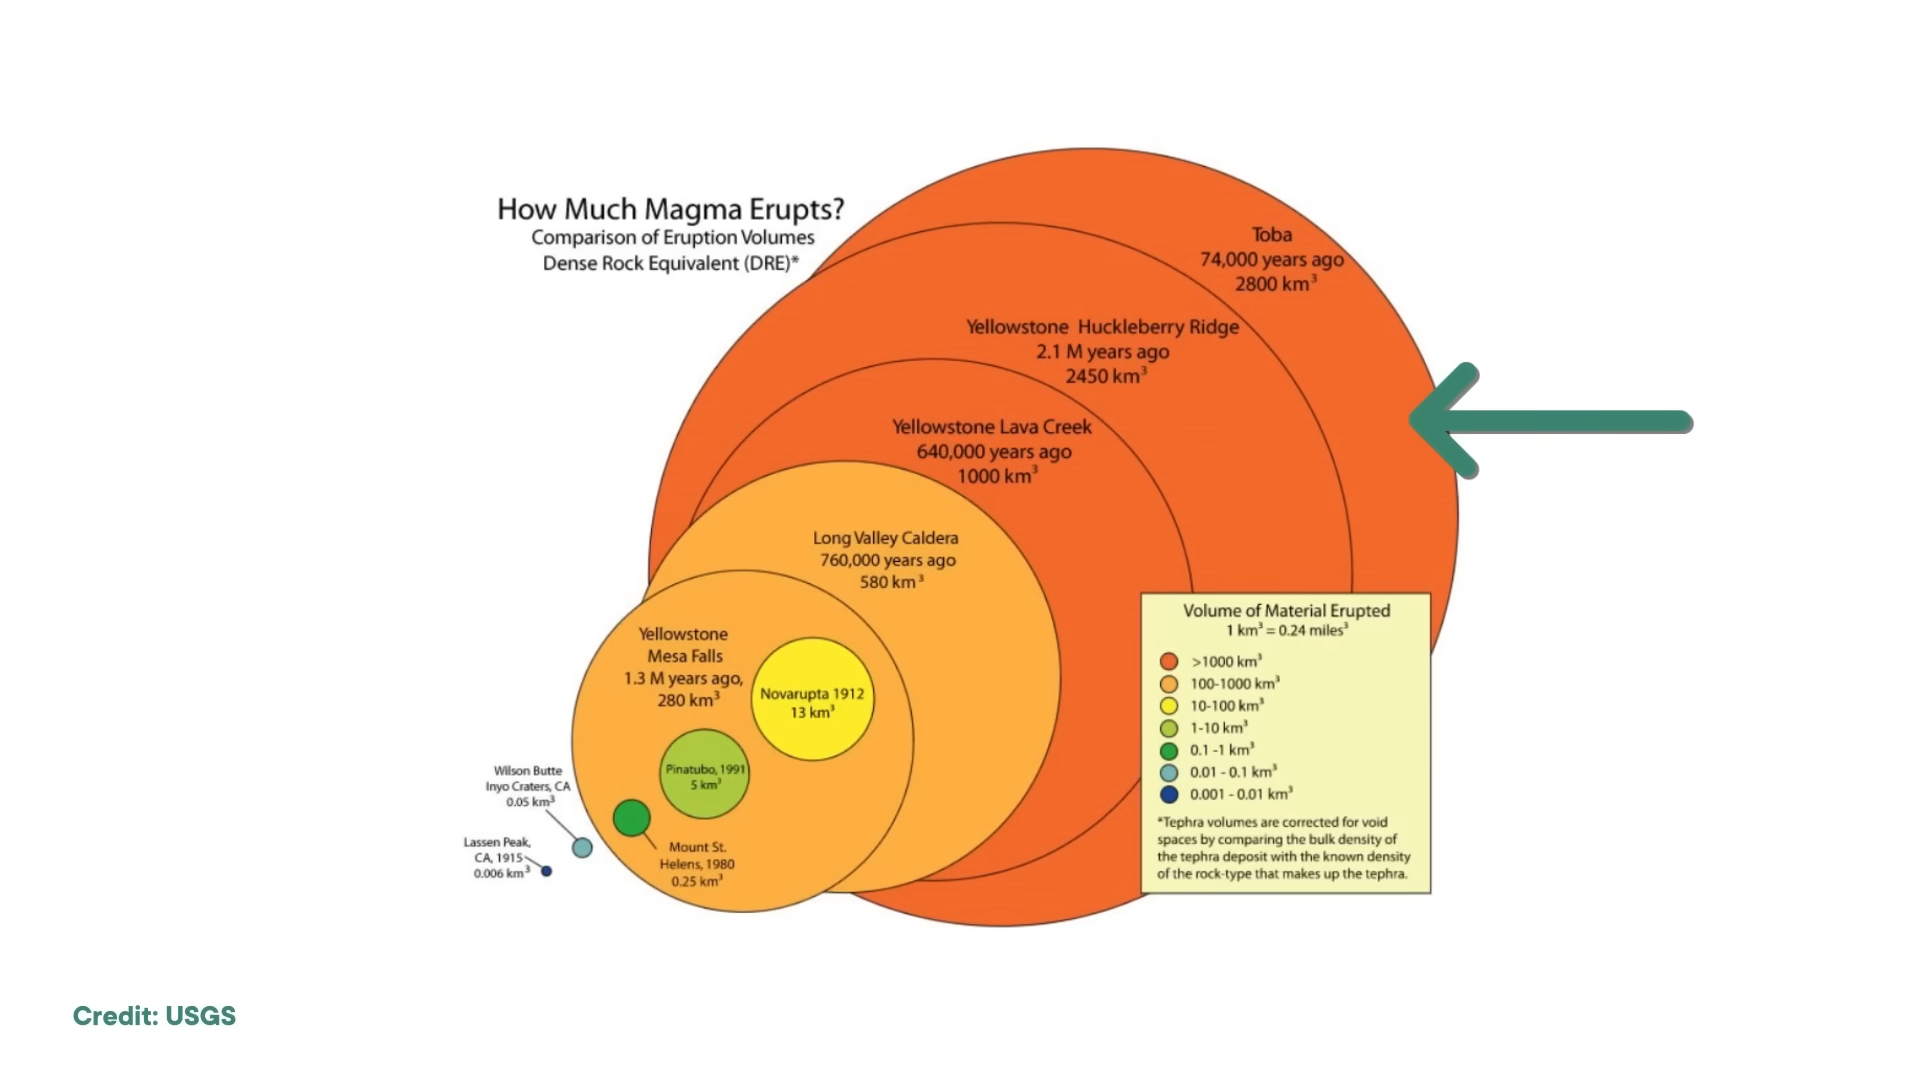 How Much Magma Erupts?
Comparison of Eruption Volumes
Dense Rock Equivalent (DRE)*
Toba
74,000 years ago
2800 km³
Yellowstone Huckleberry Ridge
2.1 M years ago
2450 km³
Yellowstone Lava Creek
640,000 years ago
1000 km³
Long Valley Caldera
760,000 years ago
580 km³
Yellowstone
Mesa Falls
1.3 M years ago,
280 km³
Novarupta 1912
13 km³
Pinatubo, 1991
5 km³
Wilson Butte
Inyo Craters, CA
0.05 km³
Lassen Peak,
CA, 1915
0.006 km³
Mount St.
Helens, 1980
0.25 km³
Volume of Material Erupted
1 km³ = 0.24 miles³
>1000 km³
100-1000 km³
10-100 km³
1-10 km³
0.1 -1 km³
0.01 - 0.1 km³
0.001 - 0.01 km³
*Tephra volumes are corrected for void
spaces by comparing the bulk density of
the tephra deposit with the known density
of the rock-type that makes up the tephra.
Credit: USGS